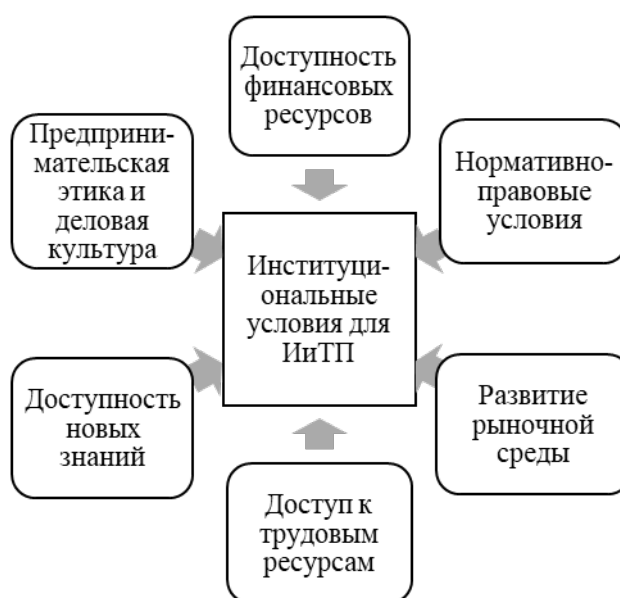 Доступность
финансовых
ресурсов
Предприни-
мательская
этика и
деловая
культура
Нормативно-
правовые
условия
Институци-
ональные
условия для
ИиТП
Доступность
новых
знаний
Развитие
рыночной
среды
Доступ к
трудовым
ресурсам